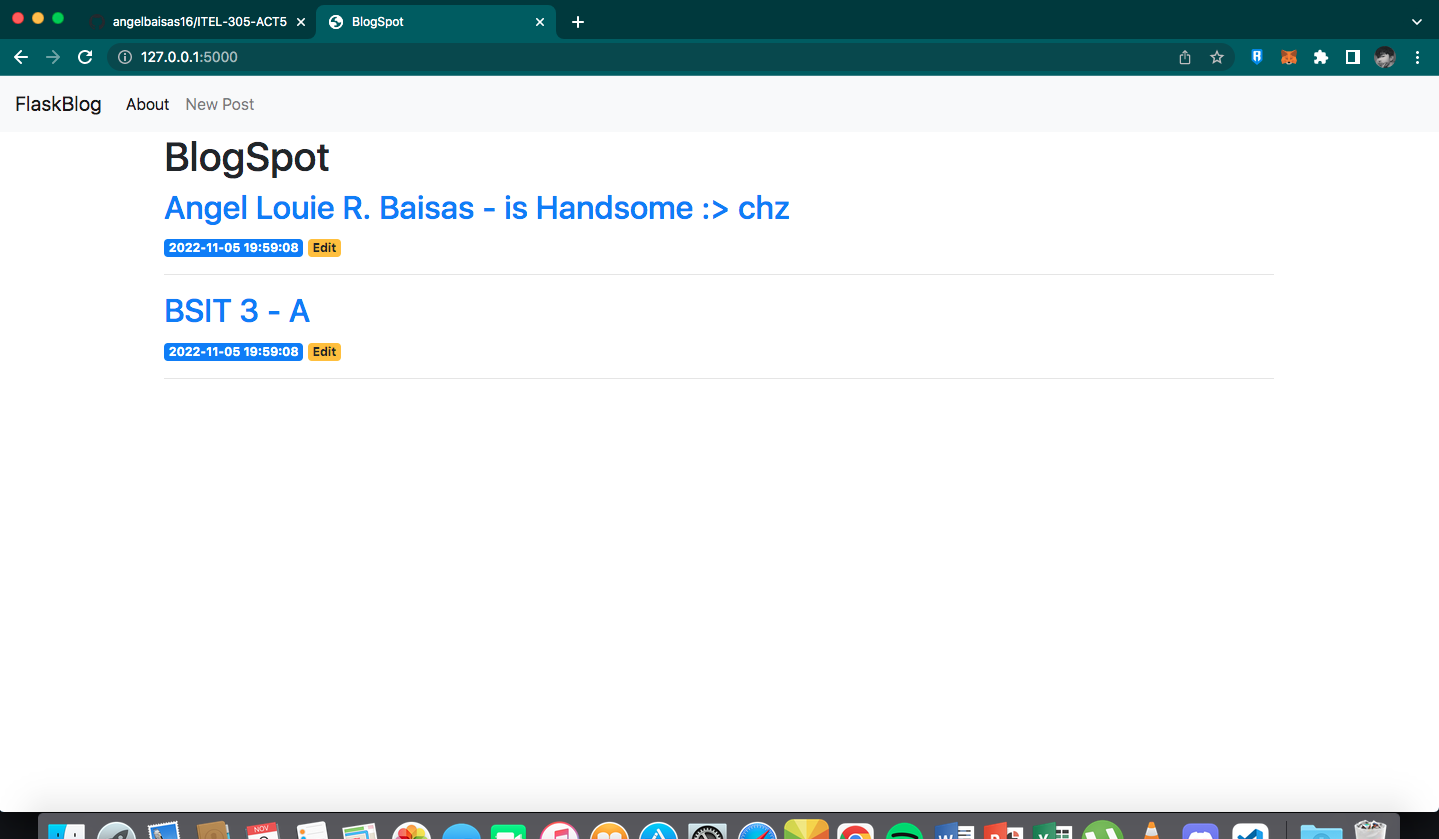 angelbaisas16/ITEL-305-ACT5
BlogSpot
127.0.0.1:5000
FlaskBlog About New Post
BlogSpot
Angel Louie R. Baisas - is Handsome :> chz
2022-11-05 19:59:08 Edit
BSIT 3 - A
2022-11-05 19:59:08 Edit
NOV